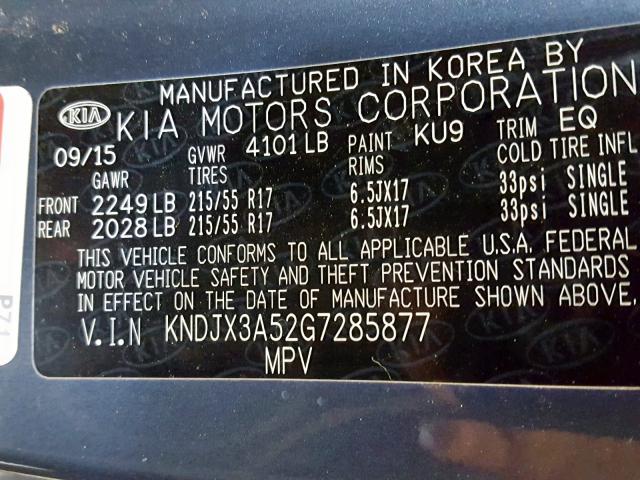 MANUFACTURED IN KOREA BY
KIA KIA MOTORS CORPORATION
09/15 GVWR 4101 LB PAINT KU9 TRIM EQ
GAWR TIRES RIMS COLD TIRE INFL
FRONT 2249 LB 215/55 R17 6.5JX17 33psi SINGLE
REAR 2028 LB 215/55 R17 6.5JX17 33psi SINGLE
THIS VEHICLE CONFORMS TO ALL APPLICABLE U.S.A. FEDERAL
MOTOR VEHICLE SAFETY AND THEFT PREVENTION STANDARDS
IN EFFECT ON THE DATE OF MANUFACTURE SHOWN ABOVE.
V.I.N KNDJX3A52G7285877
MPV